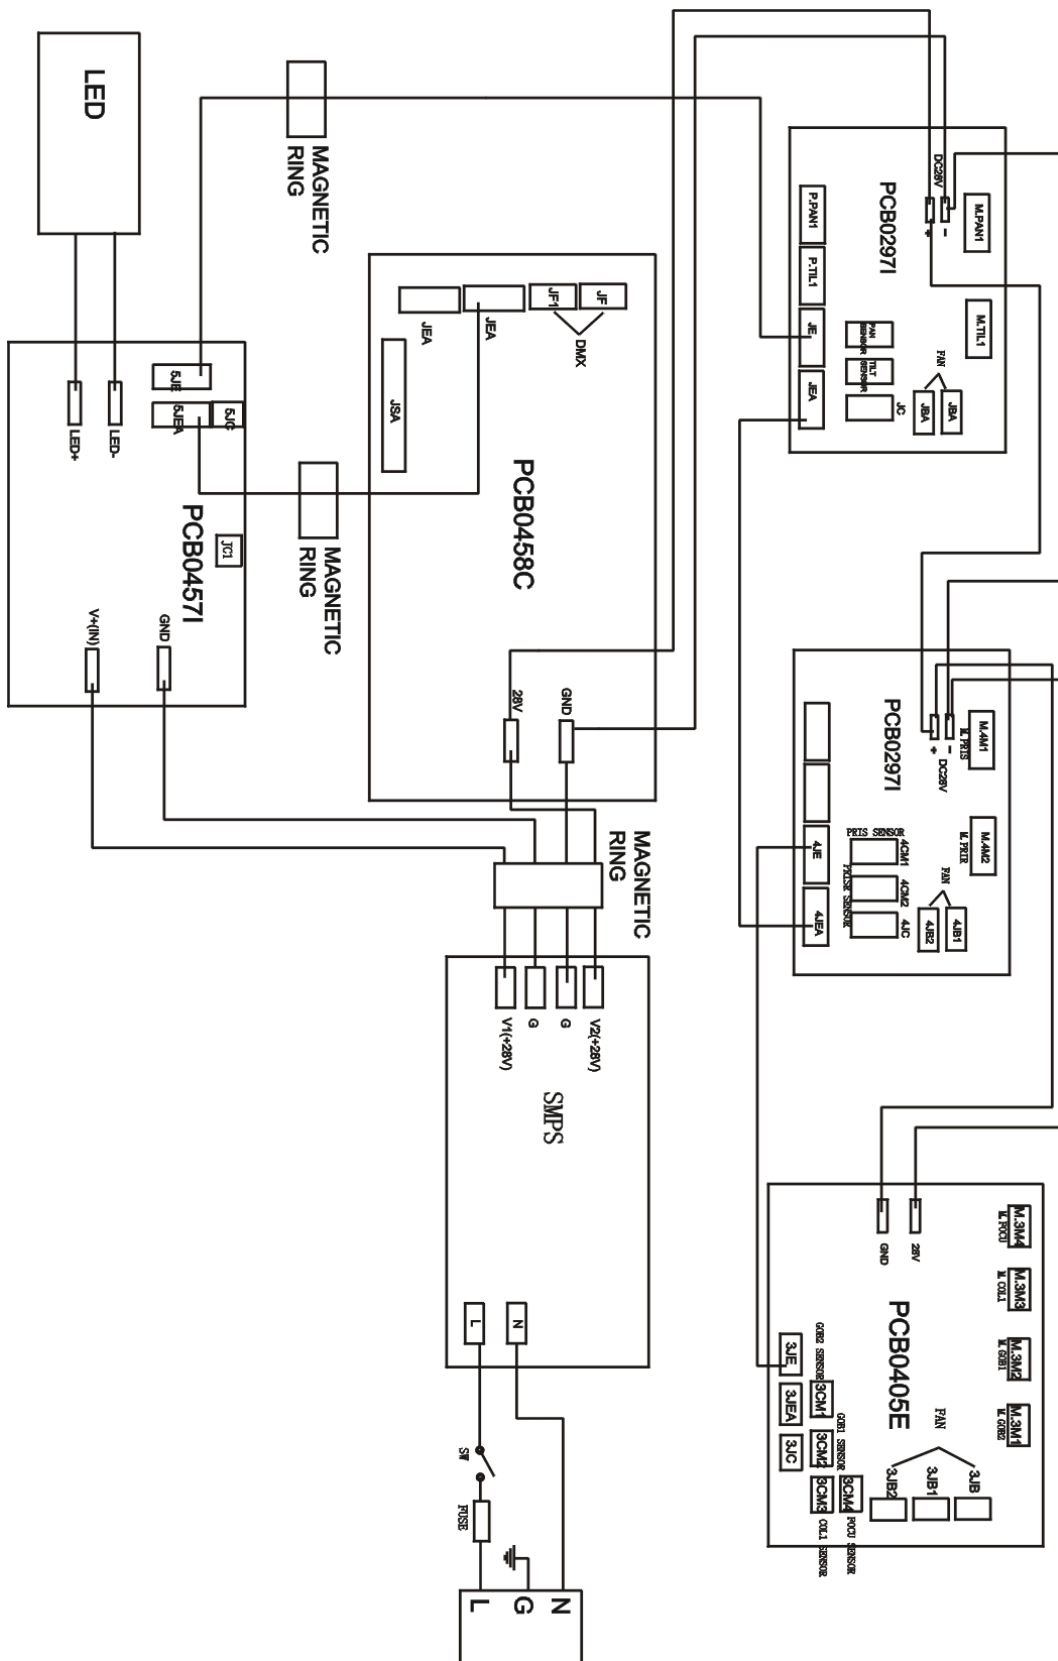 LED
MAGNETIC
RING
LED+
LED-
5JE
5JEA
5JC
JC1
PCB0457I
V+(IN)
GND
MAGNETIC
RING
JEA
JEA
JF1
JF
DMX
JSA
PCB0458C
28V
GND
MAGNETIC
RING
V1(+28V)
G
G
V2(+28V)
SMPS
L
N
SW
FUSE
L
G
N
PCB0297I
DC28V
+
-
M.PAN1
M.TIL1
P.PAN1
P.TIL1
JE
JEA
PAN
SENSOR
TILT
SENSOR
JC
FAN
JBA
JBA
PCB0297I
+
-
DC28V
M.4M1
M.PRIS
M.4M2
M.PRIR
4JE
4JEA
PRIS SENSOR
4CM1
4CM2
PRISR SENSOR
4JC
FAN
4JB2
4JB1
GND
28V
PCB0405E
M.3M4
M.FOCU
M.3M3
M.COL1
M.3M2
M.GOB1
M.3M1
M.GOB2
3JE
3JEA
3JC
GOB2 SENSOR
3CM1
GOB1 SENSOR
3CM2
3CM3
COL1 SENSOR
3CM4
FOCU SENSOR
FAN
3JB2
3JB1
3JB